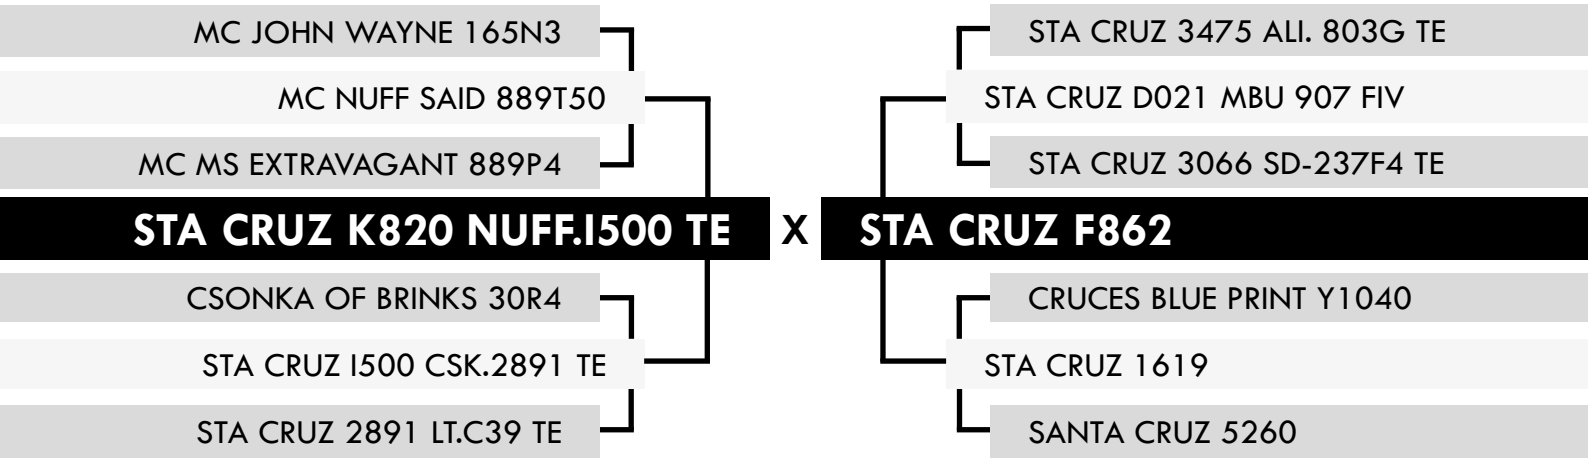 MC JOHN WAYNE 165N3
MC NUFF SAID 889T50
MC MS EXTRAVAGANT 889P4
STA CRUZ K820 NUFF.I500 TE
CSONKA OF BRINKS 30R4
STA CRUZ I500 CSK.2891 TE
STA CRUZ 2891 LT.C39 TE
X
STA CRUZ 3475 ALI. 803G TE
STA CRUZ D021 MBU 907 FIV
STA CRUZ 3066 SD-237F4 TE
STA CRUZ F862
CRUCES BLUE PRINT Y1040
STA CRUZ 1619
SANTA CRUZ 5260